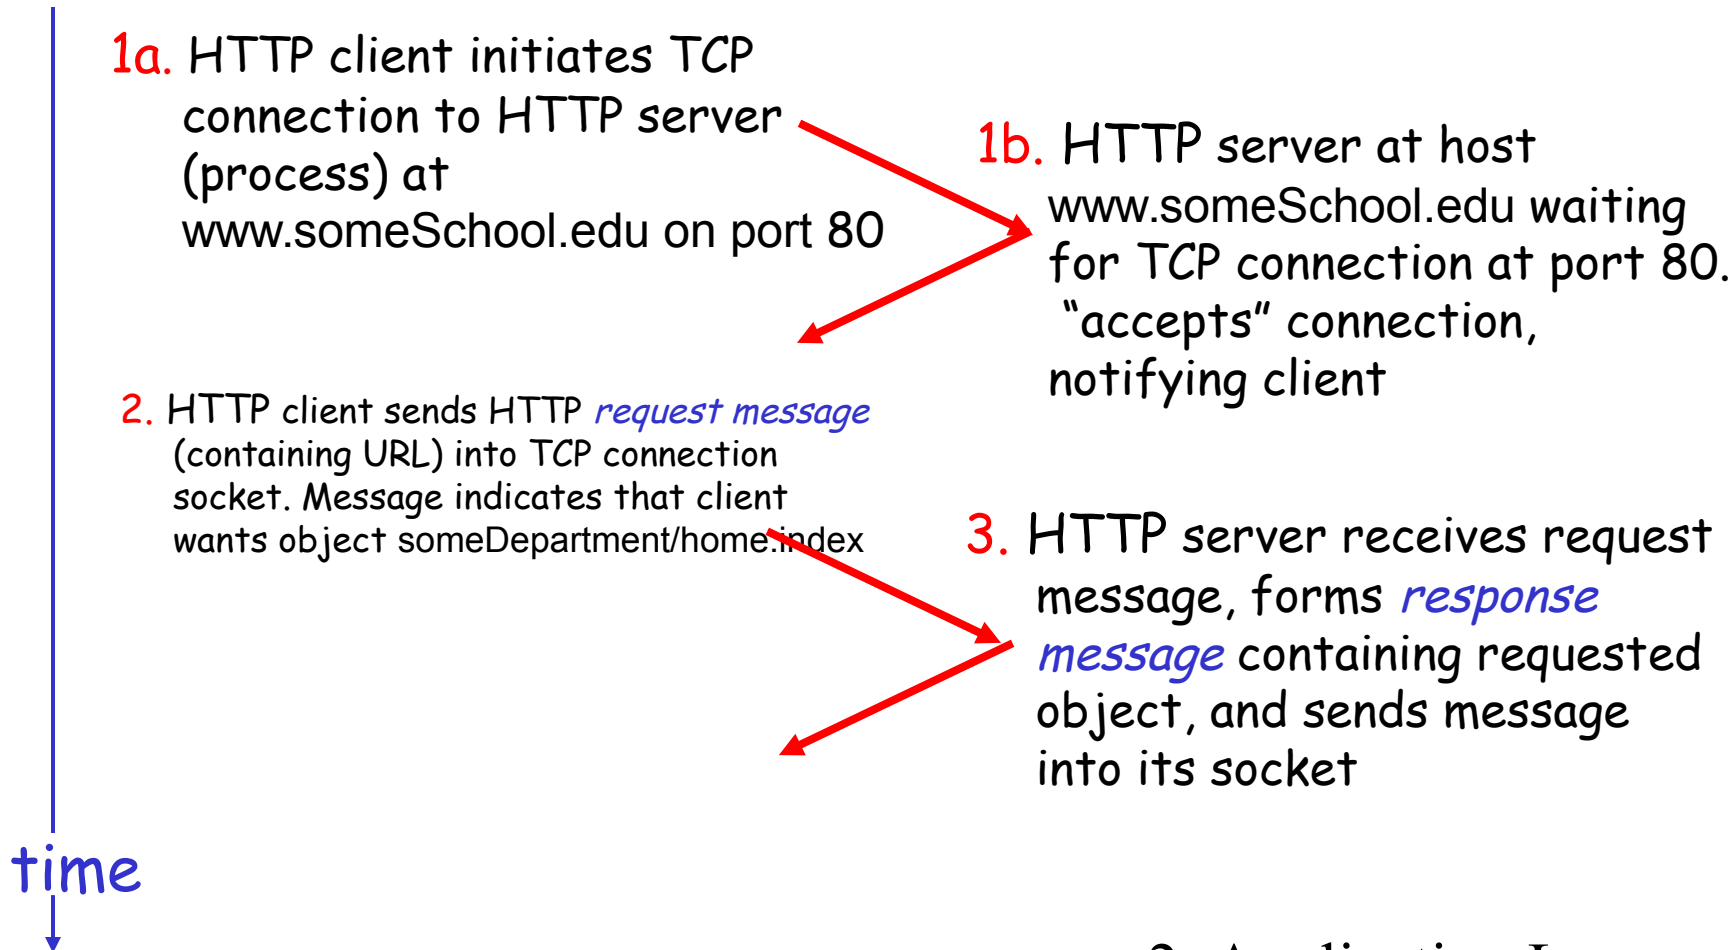 1a. HTTP client initiates TCP
connection to HTTP server
(process) at
www.someSchool.edu on port 80
1b. HTTP server at host
www.someSchool.edu waiting
for TCP connection at port 80.
“accepts” connection,
notifying client
2. HTTP client sends HTTP request message
(containing URL) into TCP connection
socket. Message indicates that client
wants object someDepartment/home.index
3. HTTP server receives request
message, forms response
message containing requested
object, and sends message
into its socket
time